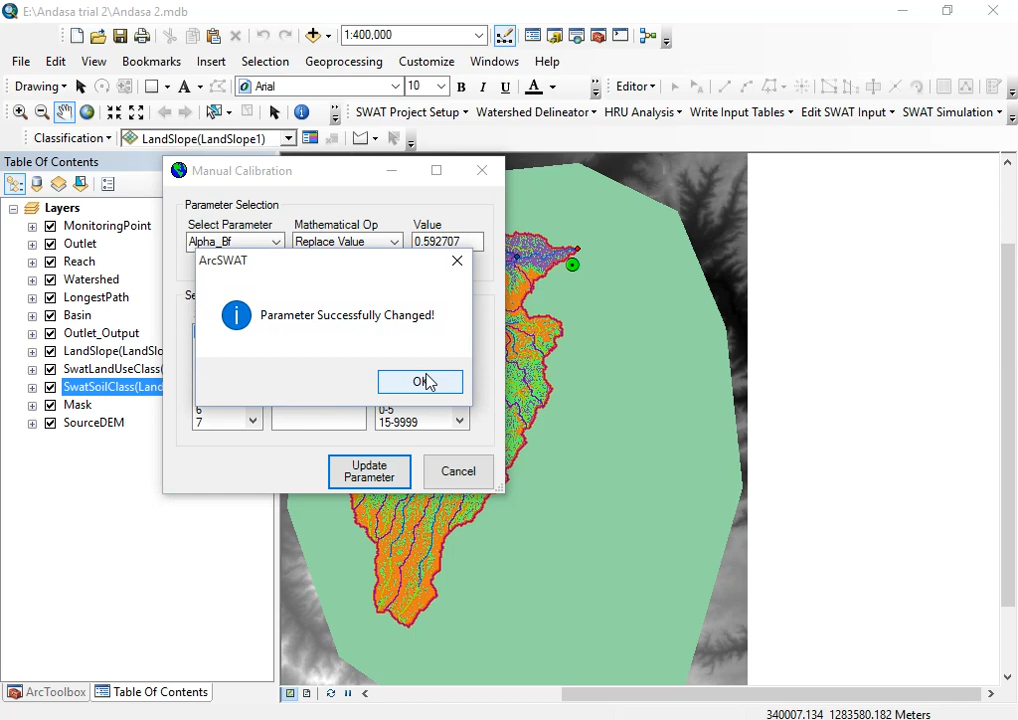 E:\Andasa trial 2\Andasa 2.mdb
1:400,000
File Edit View Bookmarks Insert Selection Geoprocessing Customize Windows Help
Drawing Arial 10 B I U A Editor
SWAT Project Setup Watershed Delineator HRU Analysis Write Input Tables Edit SWAT Input SWAT Simulation
Classification LandSlope(LandSlope1)
Table Of Contents
Layers
MonitoringPoint
Outlet
Reach
Watershed
LongestPath
Basin
Outlet_Output
LandSlope(LandSlo
SwatLandUseClass(
SwatSoilClass(Land
Mask
SourceDEM
Manual Calibration
Parameter Selection
Select Parameter Mathematical Op Value
Alpha_Bf Replace Value 0.592707
Se
ArcSWAT
Parameter Successfully Changed!
OK
6 0-5
7 15-9999
Update Parameter Cancel
ArcToolbox Table Of Contents
340007.134 1283580.182 Meters